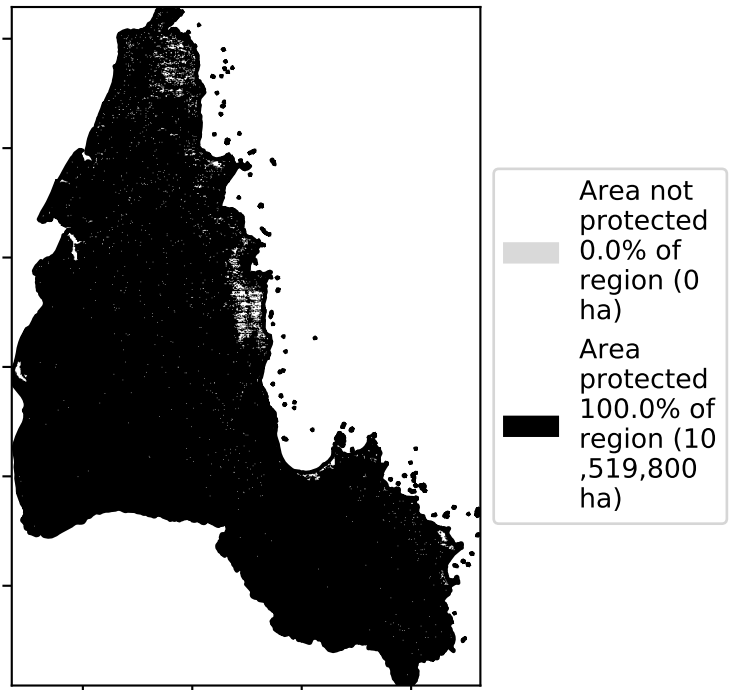 Area not
protected
0.0% of
region (0
ha)
Area
protected
100.0% of
region (10
,519,800
ha)